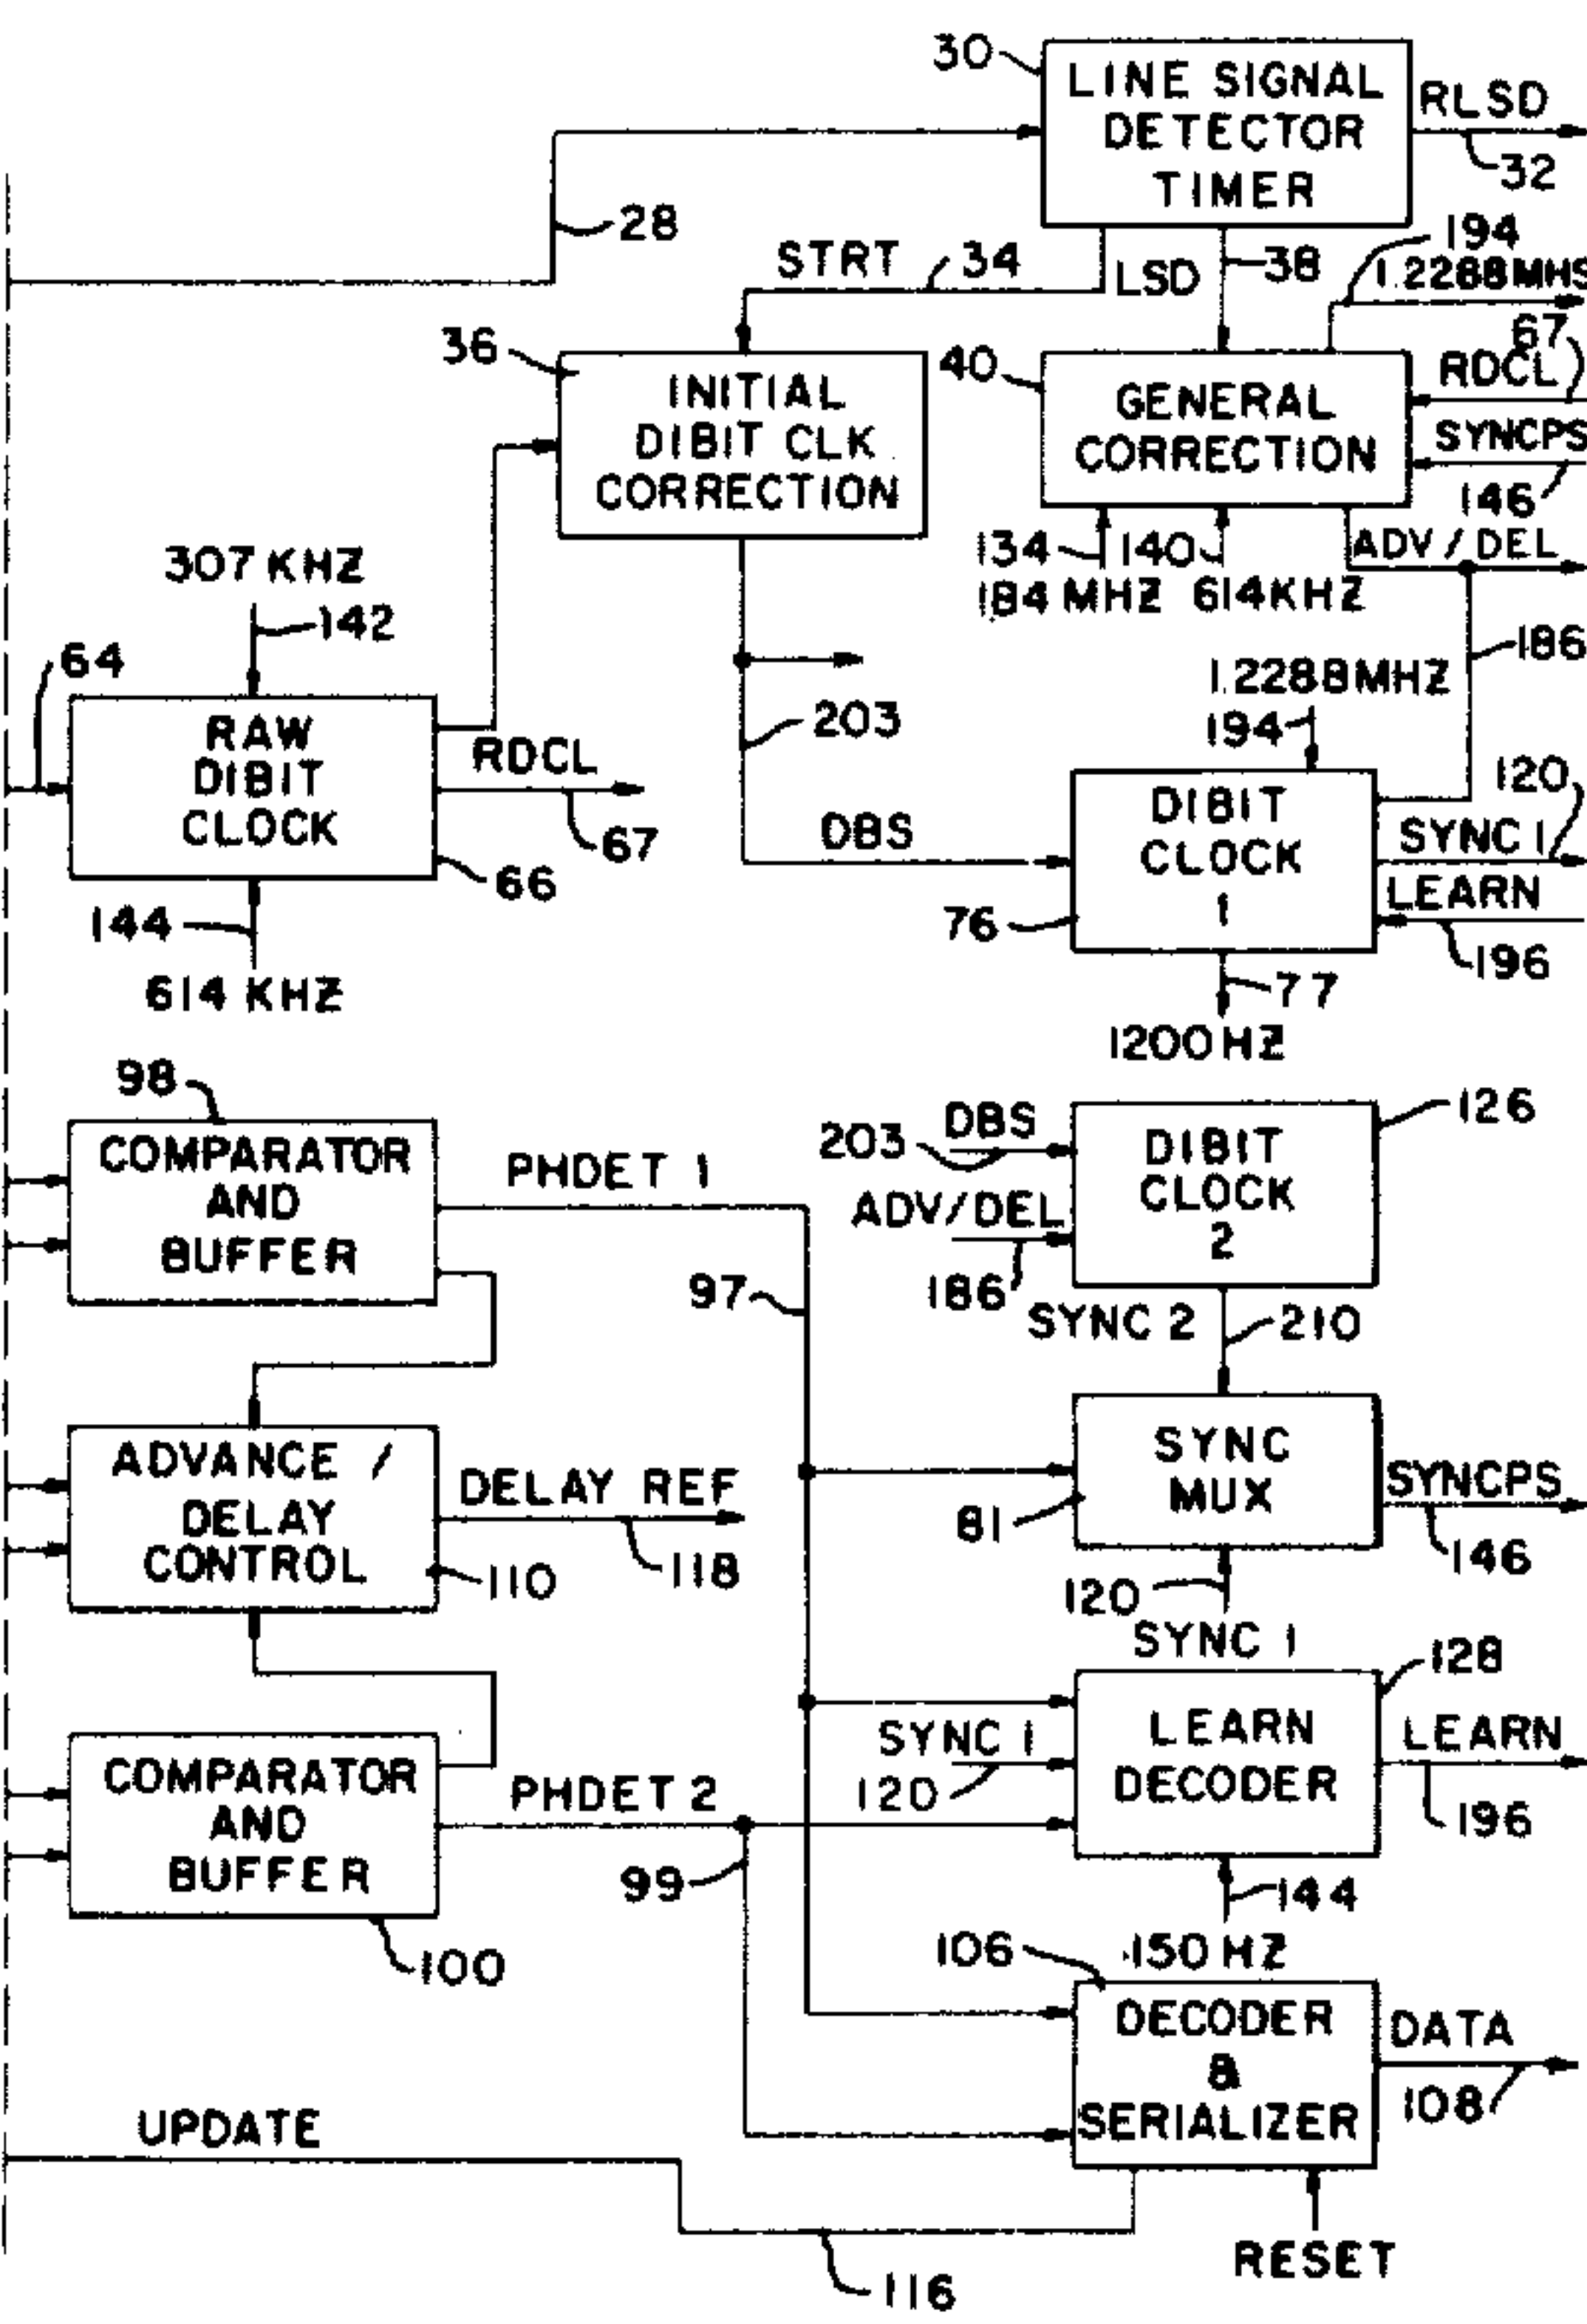 30
LINE SIGNAL
DETECTOR
TIMER
RLSD
32
28
STRT
34
LSD
38
194
1.2288MHS
36
INITIAL
DIBIT CLK
CORRECTION
40
GENERAL
CORRECTION
67
RDCL
SYNCPS
146
134
184 MHZ
140
614KHZ
ADV/DEL
307 KHZ
142
64
RAW
DIBIT
CLOCK
RDCL
67
66
144
614 KHZ
203
DBS
186
1.2288MHZ
194
DIBIT
CLOCK
1
76
120
SYNC 1
LEARN
196
77
1200HZ
98
COMPARATOR
AND
BUFFER
PHDET 1
97
203
DBS
ADV/DEL
186
DIBIT
CLOCK
2
126
SYNC 2
210
ADVANCE /
DELAY
CONTROL
DELAY REF
118
110
SYNC
MUX
81
SYNCPS
146
120
SYNC 1
128
COMPARATOR
AND
BUFFER
100
PHDET 2
99
SYNC 1
120
LEARN
DECODER
LEARN
196
144
150 HZ
106
DECODER
&
SERIALIZER
DATA
108
UPDATE
116
RESET